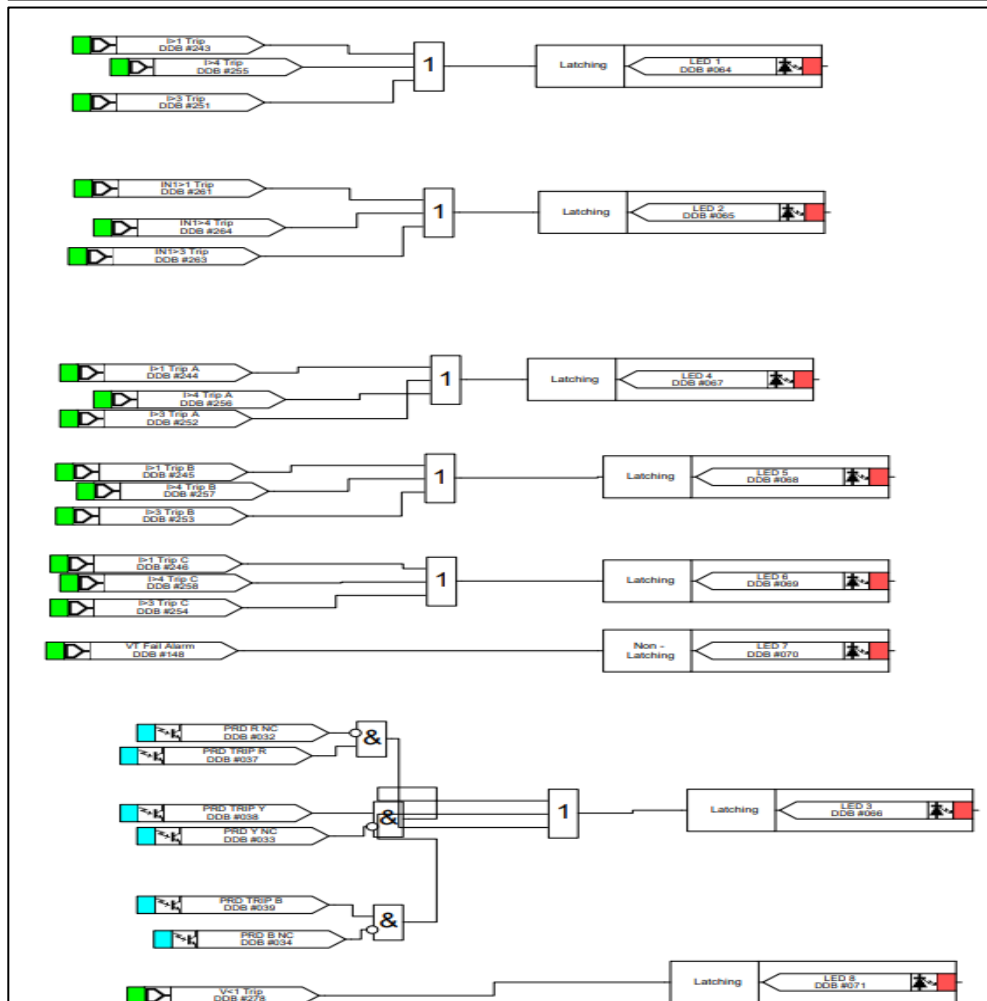 I>1 Trip
DDB #243
I>4 Trip
DDB #255
I>3 Trip
DDB #251
1
Latching
LED 1
DDB #064
IN1>1 Trip
DDB #261
IN1>4 Trip
DDB #264
IN1>3 Trip
DDB #263
1
Latching
LED 2
DDB #065
I>1 Trip A
DDB #244
I>4 Trip A
DDB #256
I>3 Trip A
DDB #252
1
Latching
LED 4
DDB #067
I>1 Trip B
DDB #245
I>4 Trip B
DDB #257
I>3 Trip B
DDB #253
1
Latching
LED 5
DDB #068
I>1 Trip C
DDB #246
I>4 Trip C
DDB #258
I>3 Trip C
DDB #254
1
Latching
LED 6
DDB #069
VT Fail Alarm
DDB #148
Non -
Latching
LED 7
DDB #070
PRD R NC
DDB #032
PRD TRIP R
DDB #037
&
PRD TRIP Y
DDB #038
PRD Y NC
DDB #033
&
1
Latching
LED 3
DDB #066
PRD TRIP B
DDB #039
PRD B NC
DDB #034
&
V<1 Trip
DDB #278
Latching
LED 8
DDB #071